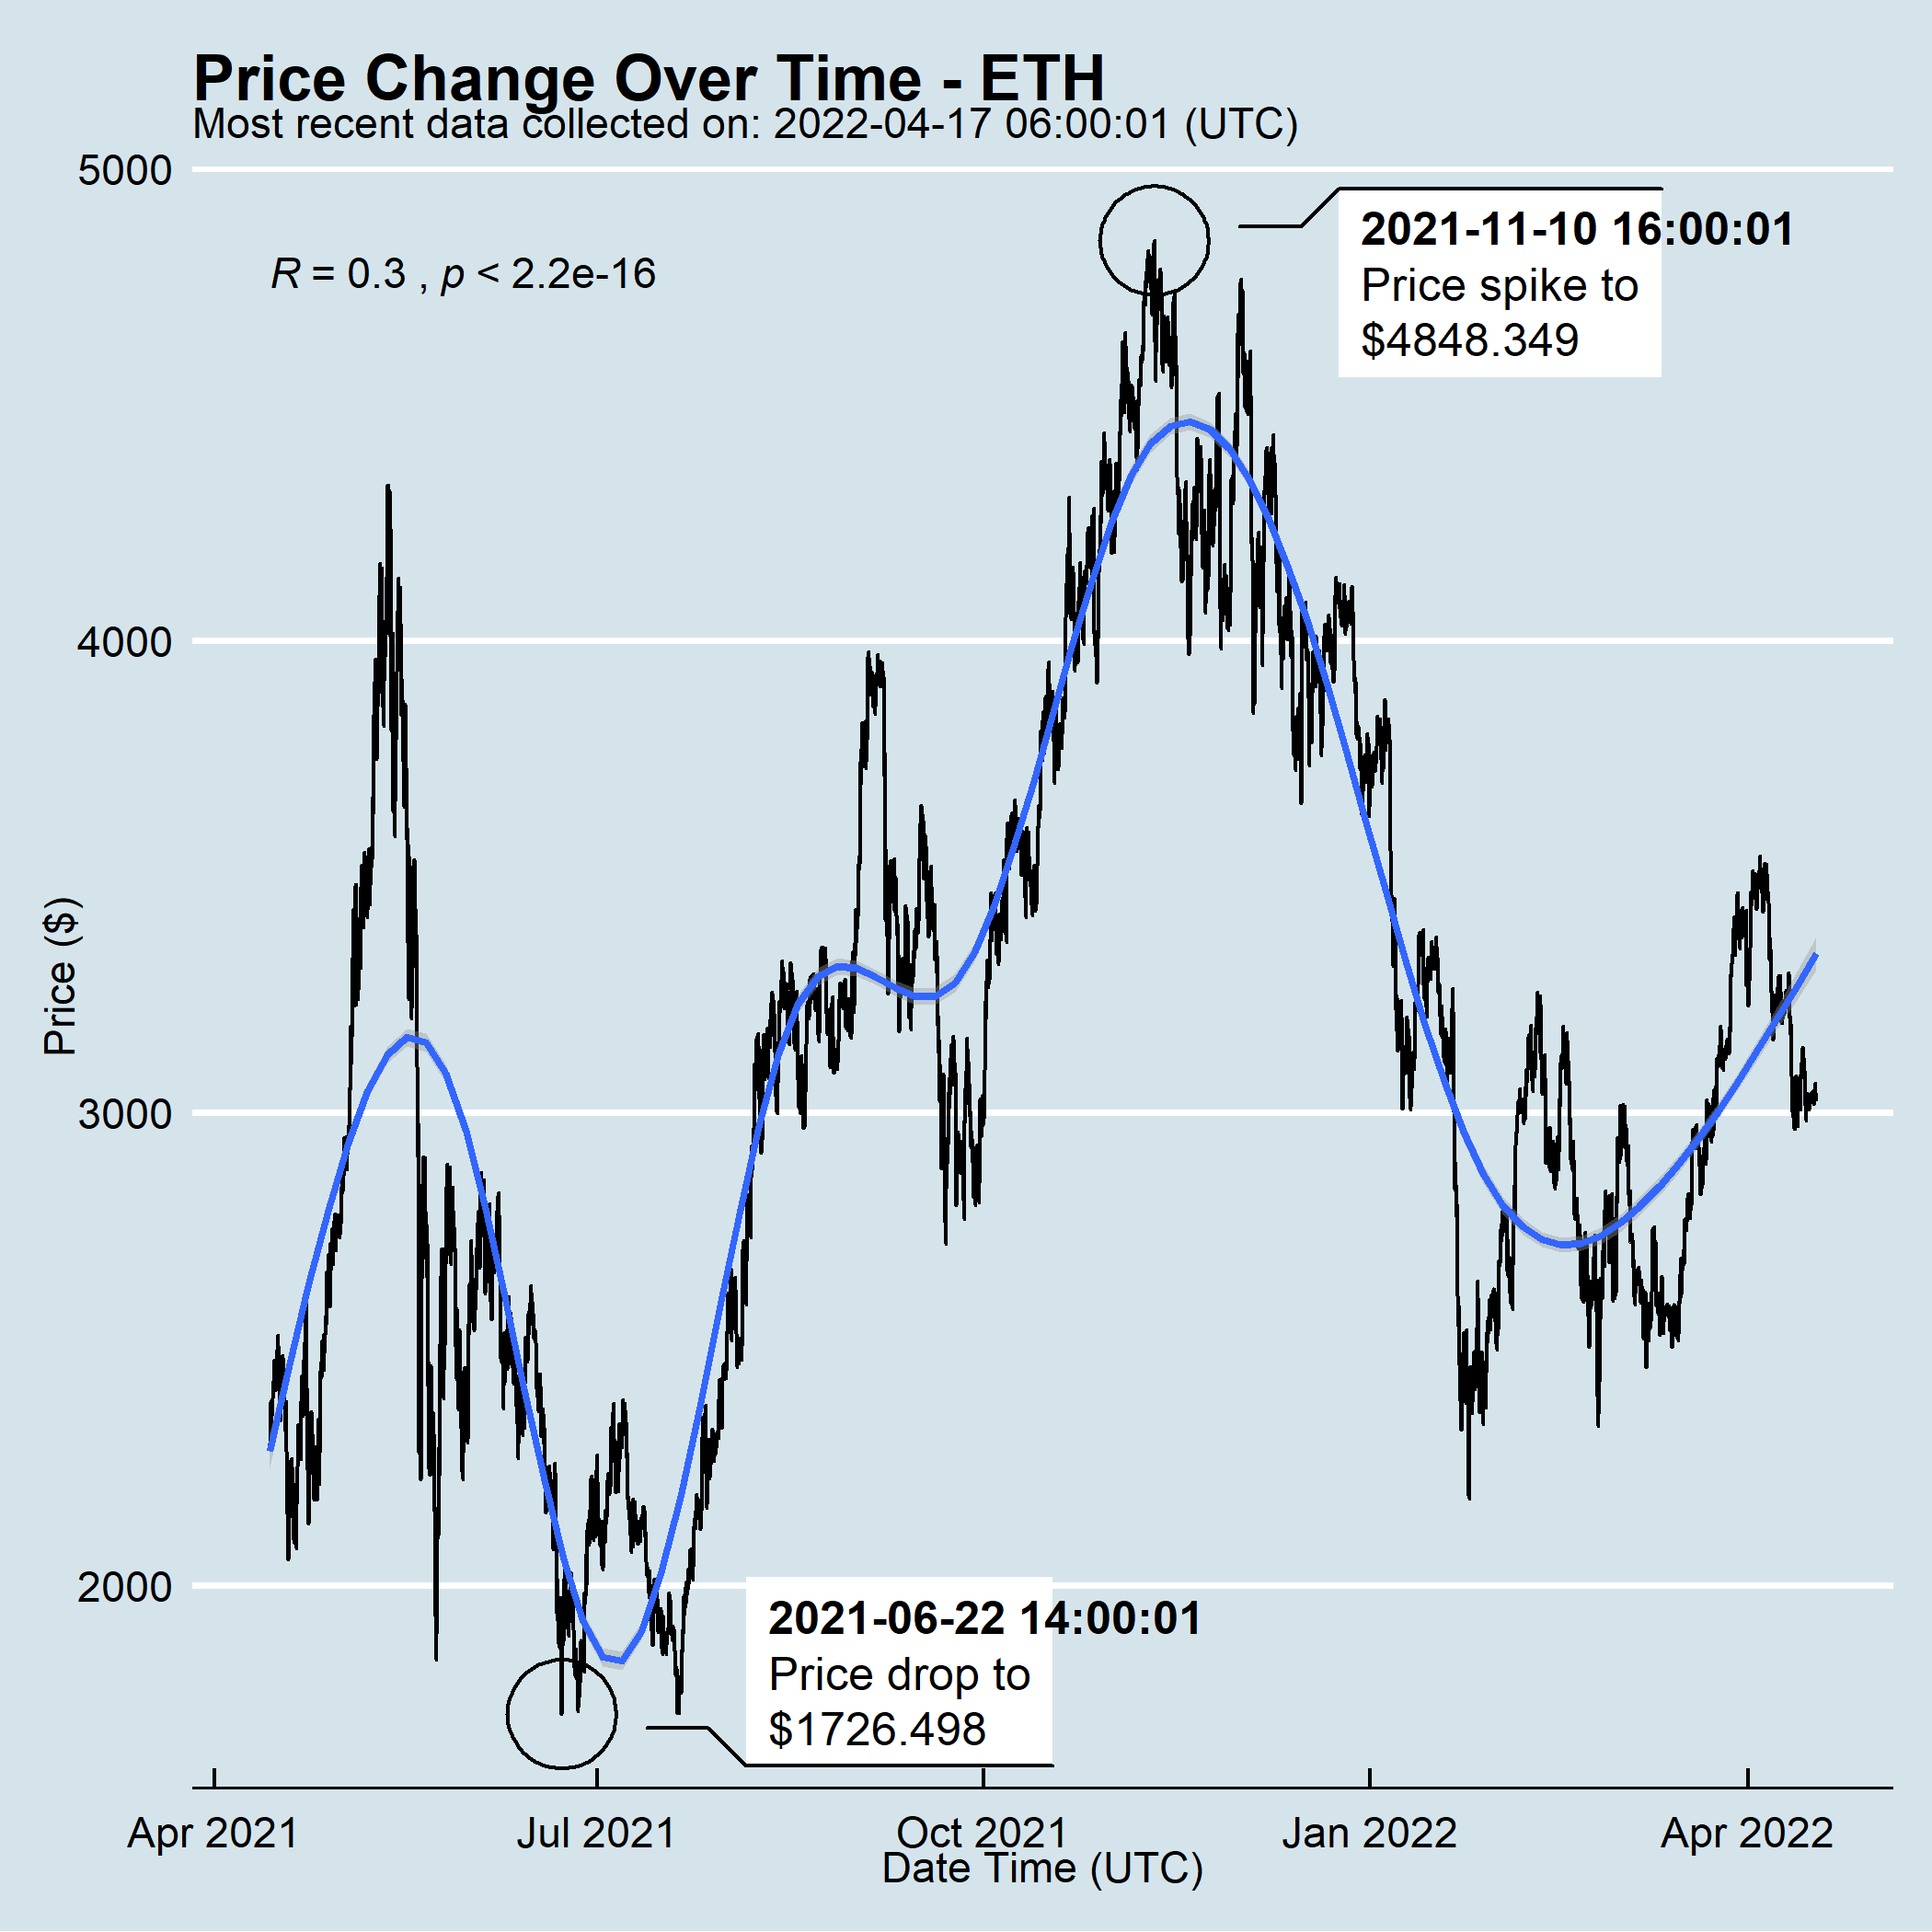 Price Change Over Time - ETH
Most recent data collected on: 2022-04-17 06:00:01 (UTC)
5000
2021-11-10 16:00:01
Price spike to
$4848.349
R = 0.3 , p < 2.2e-16
4000
Price ($)
3000
2000
2021-06-22 14:00:01
Price drop to
$1726.498
Apr 2021 Jul 2021 Oct 2021 Jan 2022 Apr 2022
Date Time (UTC)